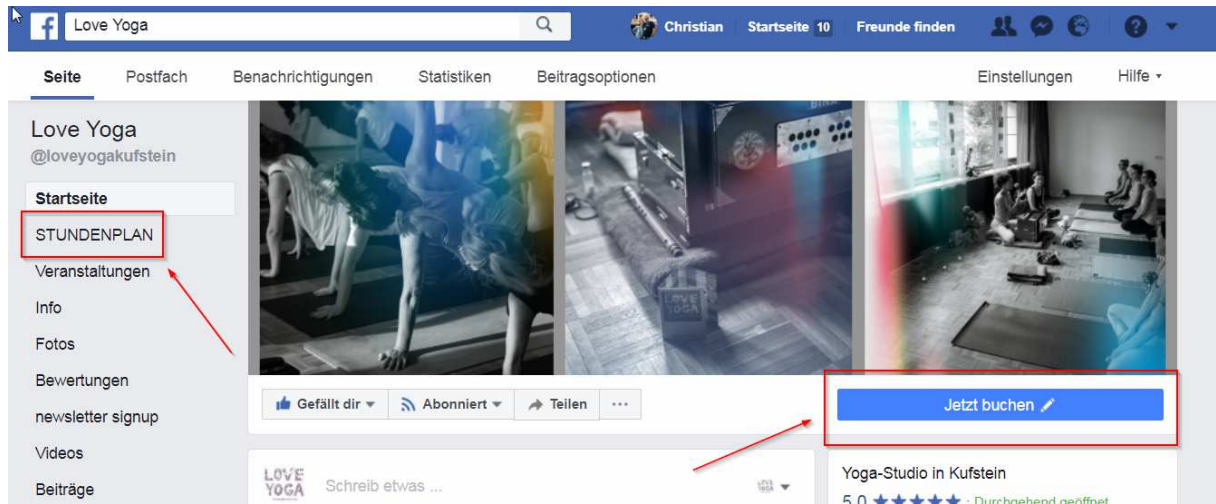 Love Yoga
Christian Startseite 10 Freunde finden
Seite Postfach Benachrichtigungen Statistiken Beitragsoptionen Einstellungen Hilfe
Love Yoga
@loveyogakufstein
Startseite
STUNDENPLAN
Veranstaltungen
Info
Fotos
Bewertungen
newsletter signup
Videos
Beiträge
LOVE
YOGA
Gefällt dir Abonniert Teilen ...
Jetzt buchen
LOVE
YOGA
Schreib etwas ...
Yoga-Studio in Kufstein
5,0 ★★★★★ · Durchgehend geöffnet